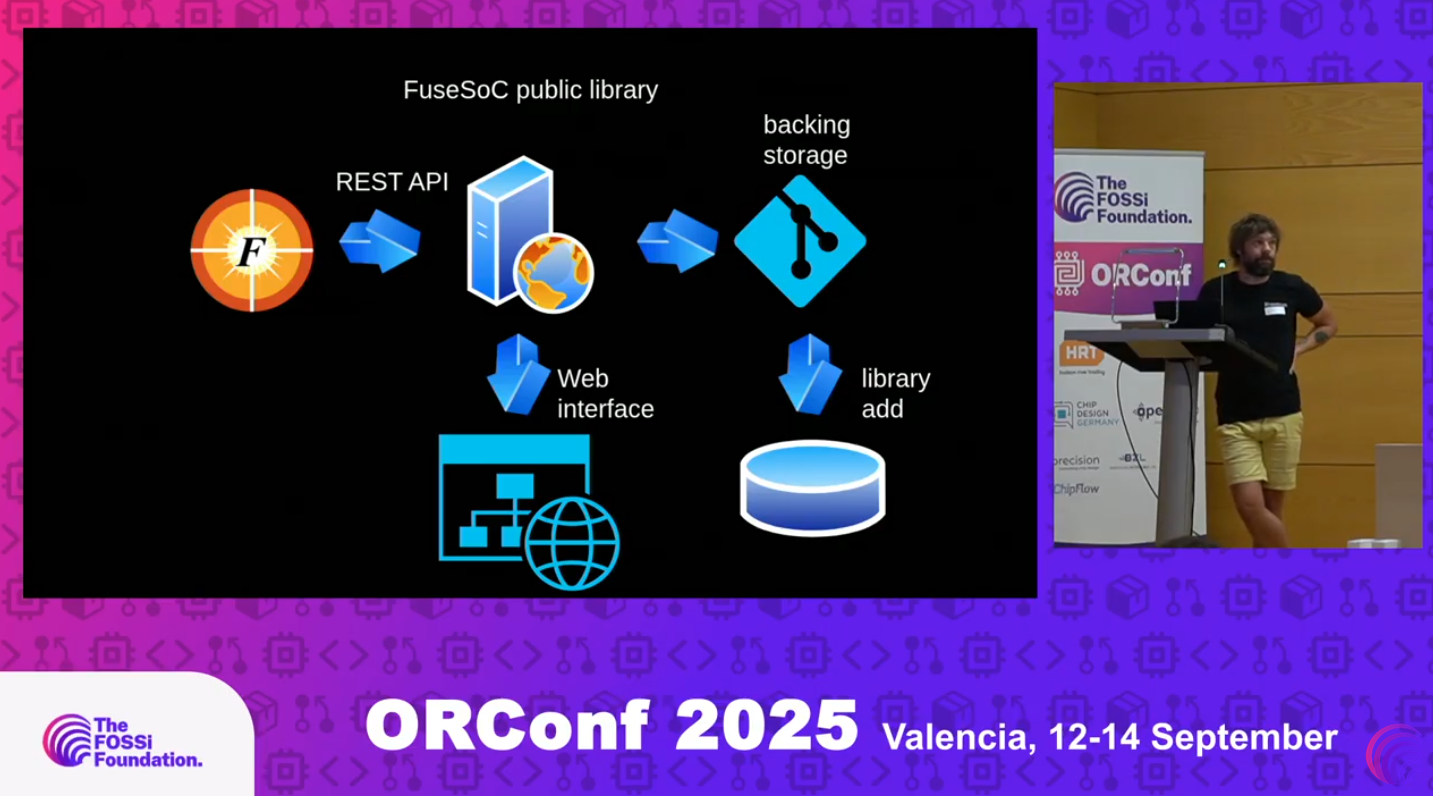 FuseSoC public library
backing
storage
REST API
F
Web
interface
library
add
The
FOSSi
Foundation.
ORConf
HRT
CHIP
DESIGN
GERMANY
ope
precision
BZL
ChipFlow
The
FOSSi
Foundation.
ORConf 2025 Valencia, 12-14 September